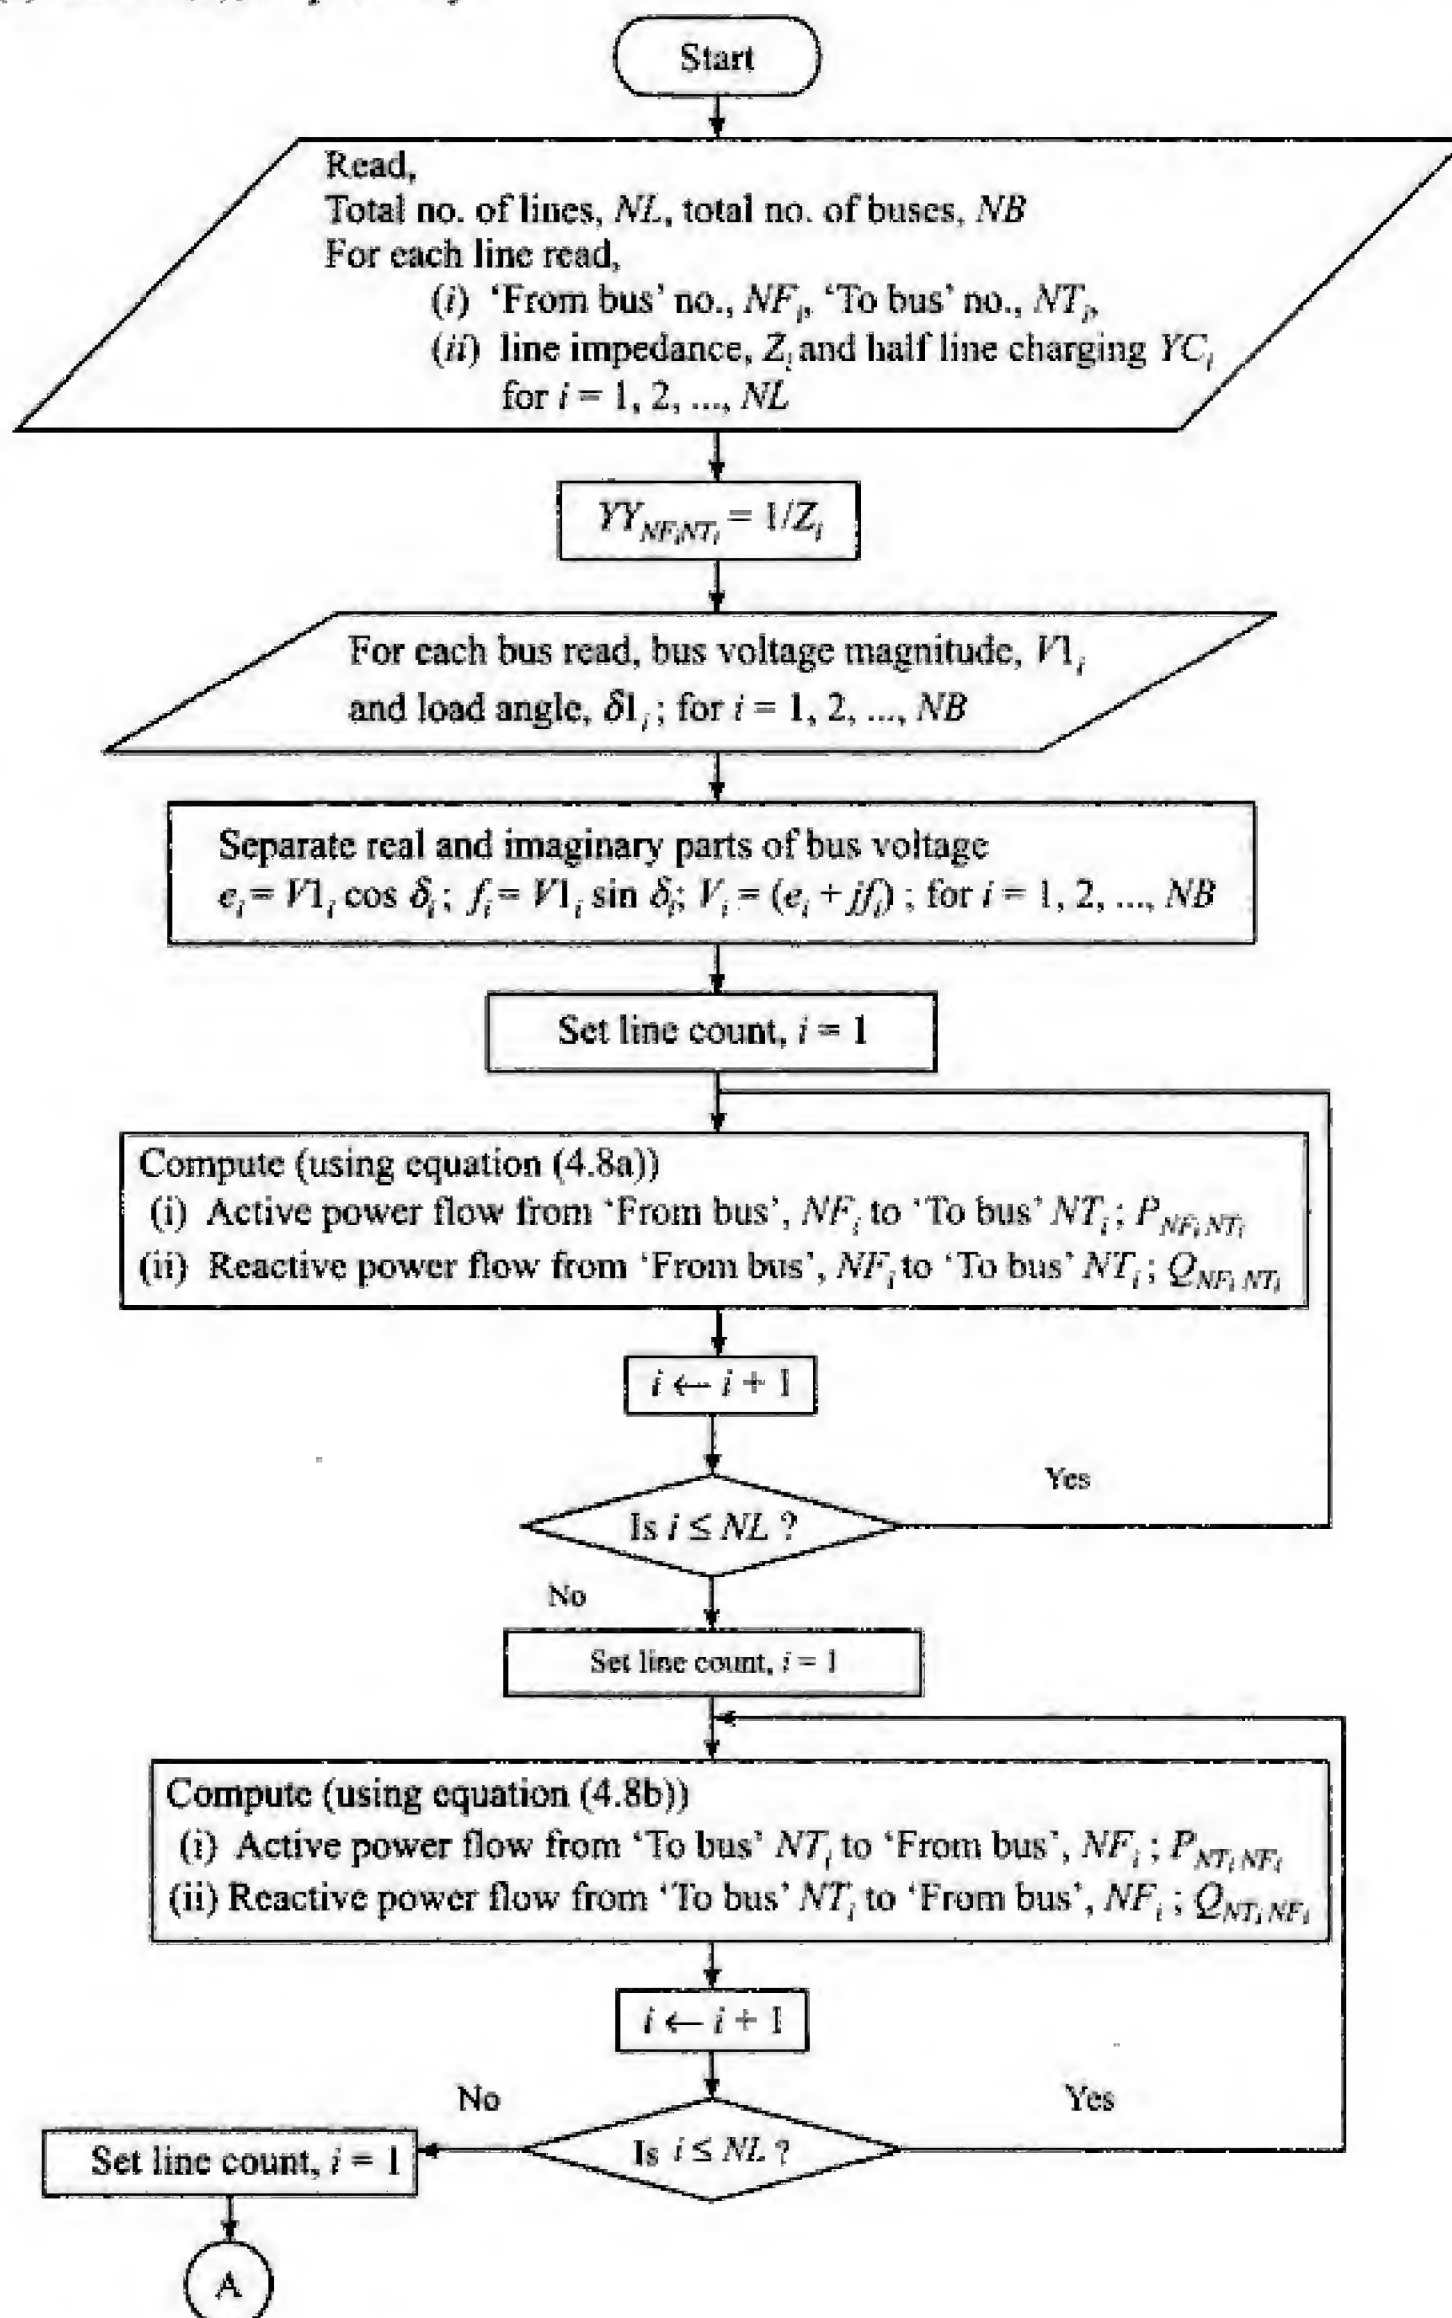 Start
Read,
Total no. of lines, NL, total no. of buses, NB
For each line read,
(i) ‘From bus’ no., NF_i, ‘To bus’ no., NT_i,
(ii) line impedance, Z_i and half line charging YC_i
for i = 1, 2, ..., NL
YY_{NF_iNT_i} = 1/Z_i
For each bus read, bus voltage magnitude, V1_i
and load angle, δ1_i ; for i = 1, 2, ..., NB
Separate real and imaginary parts of bus voltage
e_i = V1_i cos δ_i ; f_i = V1_i sin δ_i; V_i = (e_i + jf_i) ; for i = 1, 2, ..., NB
Set line count, i = 1
Compute (using equation (4.8a))
(i) Active power flow from ‘From bus’, NF_i to ‘To bus’ NT_i ; P_{NF_i NT_i}
(ii) Reactive power flow from ‘From bus’, NF_i to ‘To bus’ NT_i ; Q_{NF_i NT_i}
i ← i + 1
Yes
Is i ≤ NL ?
No
Set line count, i = 1
Compute (using equation (4.8b))
(i) Active power flow from ‘To bus’ NT_i to ‘From bus’, NF_i ; P_{NT_i NF_i}
(ii) Reactive power flow from ‘To bus’ NT_i to ‘From bus’, NF_i ; Q_{NT_i NF_i}
i ← i + 1
No
Yes
Is i ≤ NL ?
Set line count, i = 1
A